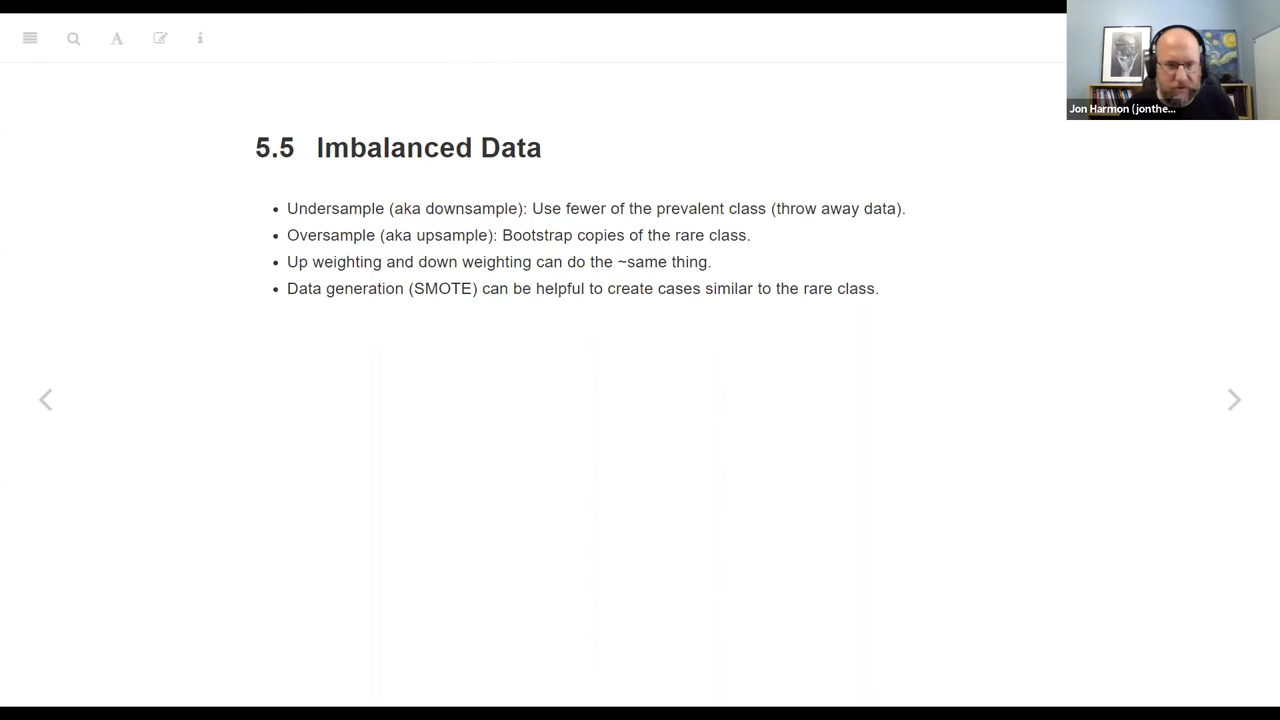 5.5 Imbalanced Data
• Undersample (aka downsample): Use fewer of the prevalent class (throw away data).
• Oversample (aka upsample): Bootstrap copies of the rare class.
• Up weighting and down weighting can do the ~same thing.
• Data generation (SMOTE) can be helpful to create cases similar to the rare class.
Jon Harmon (jonthe...